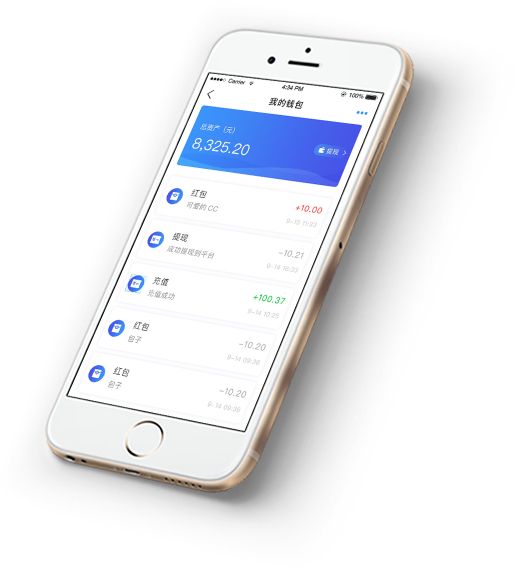 Carrier 4:34 PM 100%
我的钱包
总资产（元）
8,325.20
提现
红包 +10.00
可爱的 CC 9-15 11:23
提现 -10.21
成功提现到平台 9-14 16:33
充值 +100.37
充值成功 9-14 10:25
红包 -10.20
包子 9-14 09:36
红包 -10.20
包子 9-14 09:36